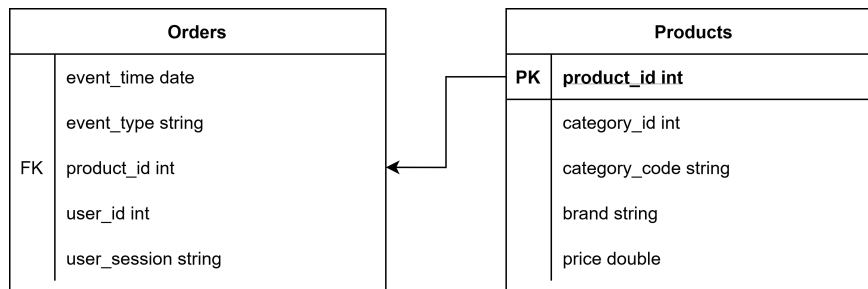 Orders
event_time date
event_type string
FK product_id int
user_id int
user_session string
Products
PK product_id int
category_id int
category_code string
brand string
price double